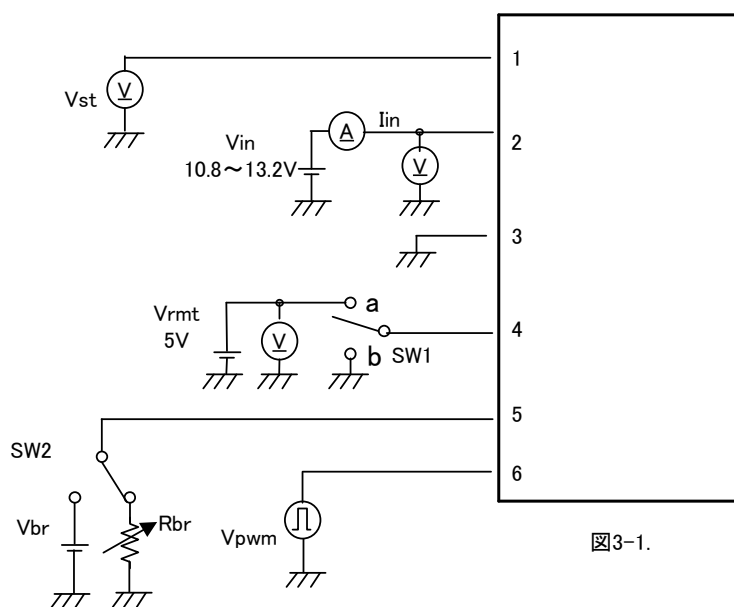 1
V
Vst
Iin
A
Vin
10.8～13.2V
2
V
3
a
Vrmt
5V
V
4
b SW1
5
SW2
6
Vbr
Rbr
Vpwm
図3-1.